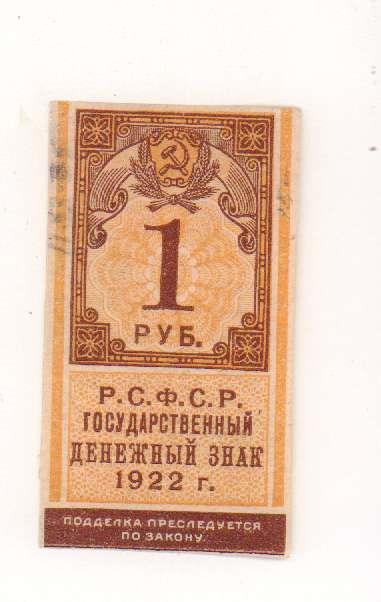 1
РУБ.
Р.С.Ф.С.Р.
ГОСУДАРСТВЕННЫЙ
ДЕНЕЖНЫЙ ЗНАК
1922 г.
ПОДДЕЛКА ПРЕСЛЕДУЕТСЯ
ПО ЗАКОНУ.